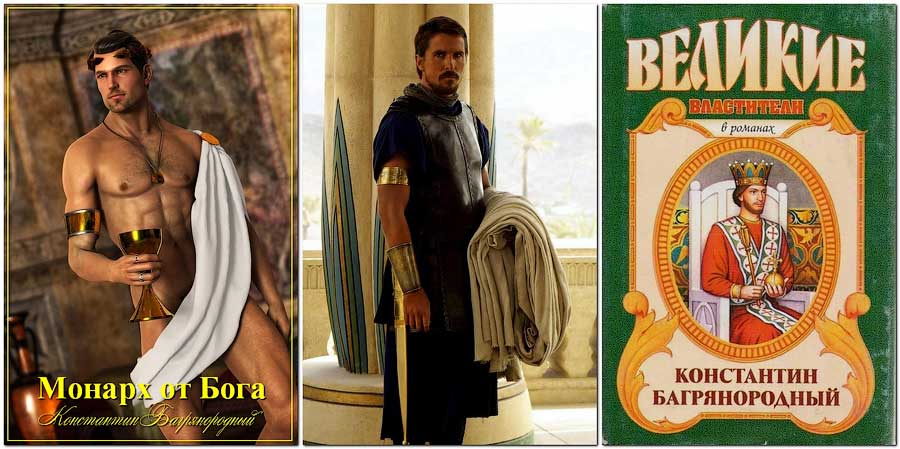 Монарх от Бога
Константин Багрянородный
ВЕЛИКИЕ
ВЛАСТИТЕЛИ
в романах
КОНСТАНТИН
БАГРЯНОРОДНЫЙ